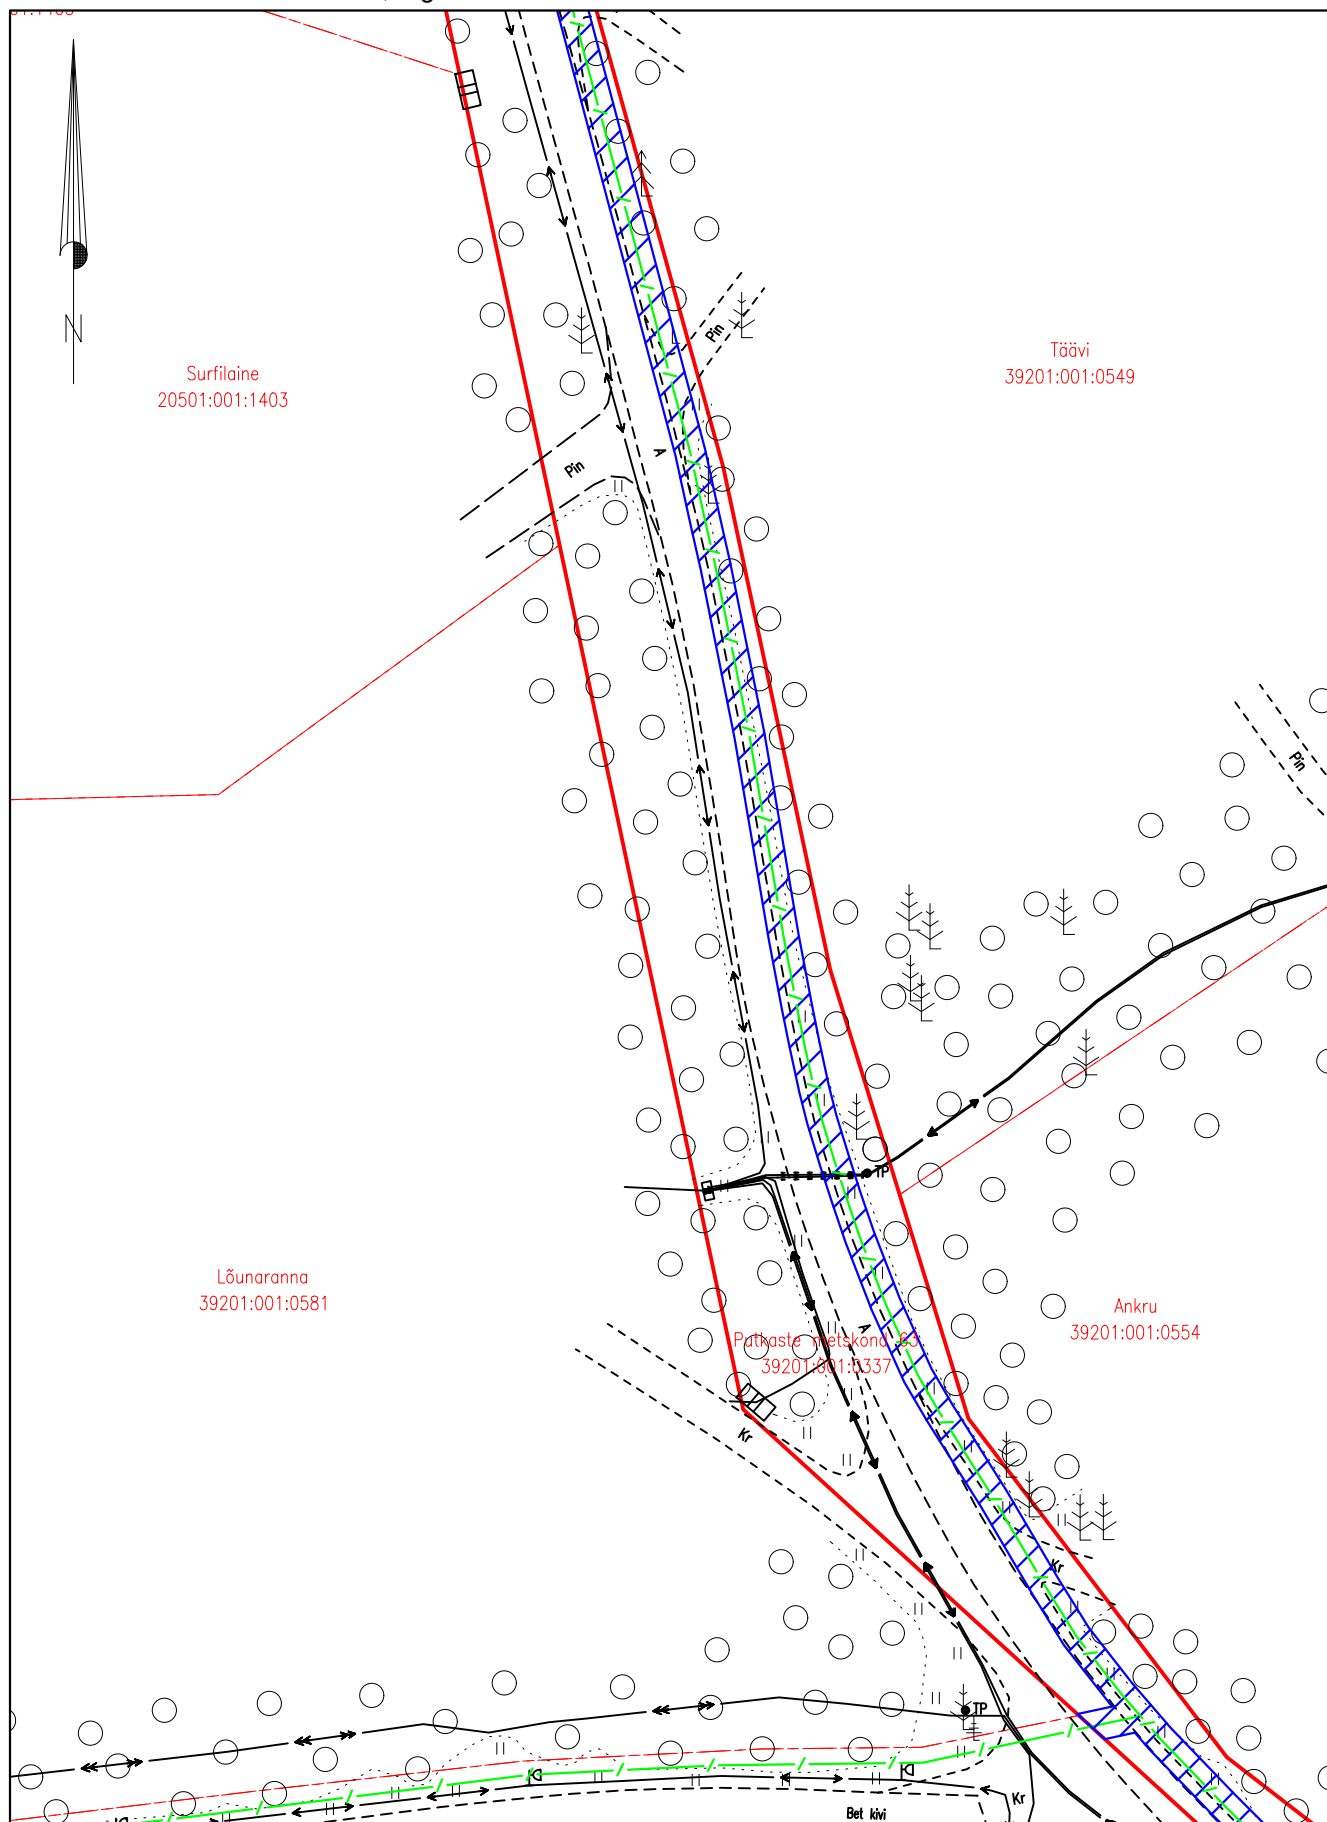 N
Surfilaine
20501:001:1403
Täävi
39201:001:0549
Pin
A
Pin
Pin
TP
Lõunaranna
39201:001:0581
Ankru
39201:001:0554
A
Putkaste metskond 63
39201:001:0337
Kr
Kr
TP
Kr
Bet kivi